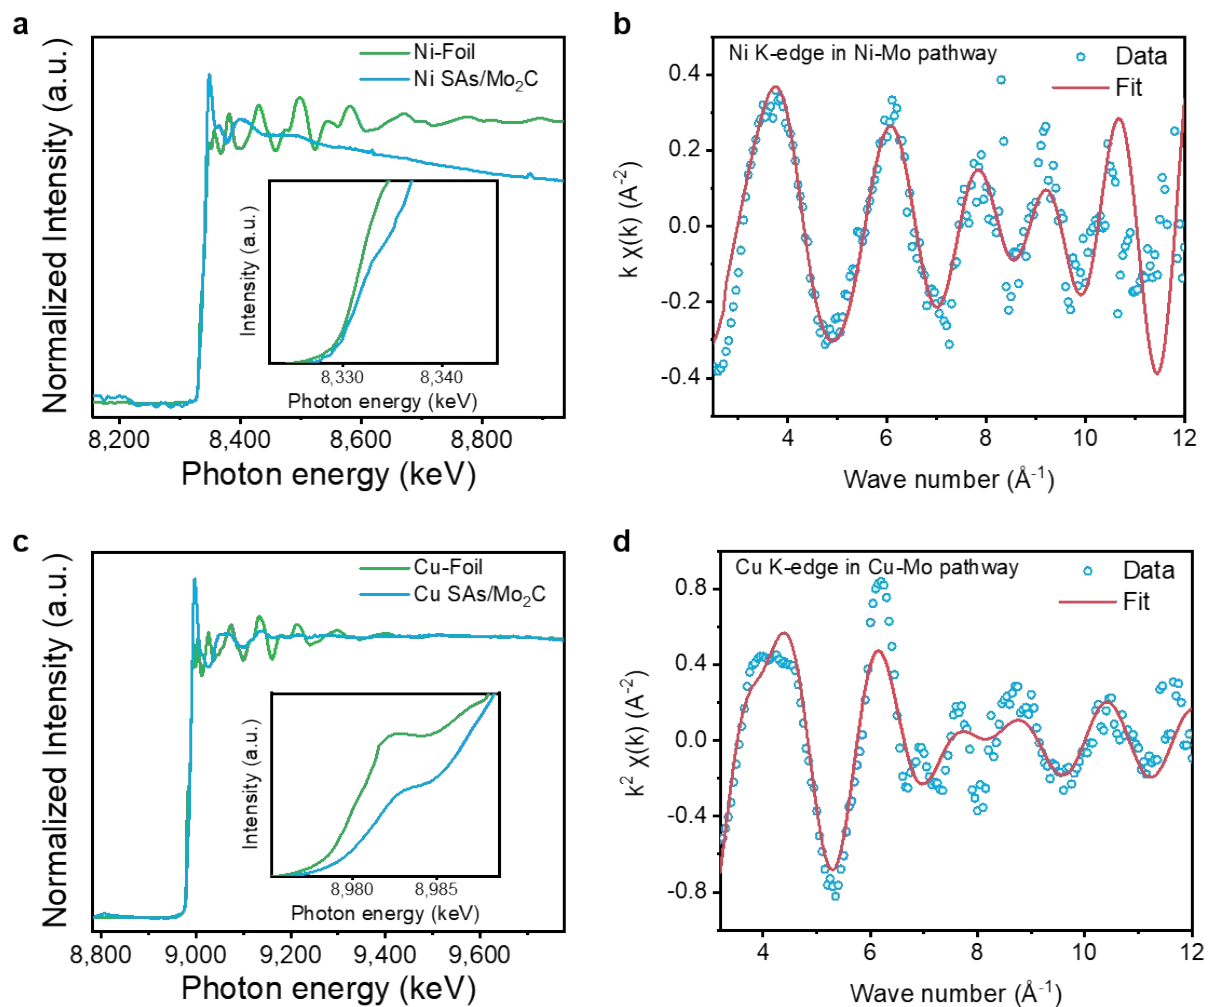 a
Ni-Foil
Ni SAs/Mo₂C
Normalized Intensity (a.u.)
Intensity (a.u.)
8,330 8,340
Photon energy (keV)
8,200 8,400 8,600 8,800
Photon energy (keV)
b
Ni K-edge in Ni-Mo pathway
Data
Fit
k χ(k) (A⁻²)
0.4
0.2
0.0
-0.2
-0.4
4 6 8 10 12
Wave number (Å⁻¹)
c
Cu-Foil
Cu SAs/Mo₂C
Normalized Intensity (a.u.)
Intensity (a.u.)
8,980 8,985
Photon energy (keV)
8,800 9,000 9,200 9,400 9,600
Photon energy (keV)
d
Cu K-edge in Cu-Mo pathway
Data
Fit
k² χ(k) (A⁻²)
0.8
0.4
0.0
-0.4
-0.8
4 6 8 10 12
Wave number (Å⁻¹)